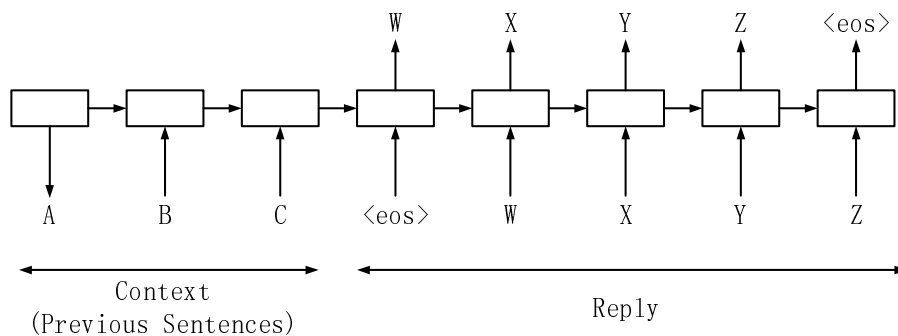 W X Y Z <eos>
A B C <eos> W X Y Z
Context
(Previous Sentences)
Reply